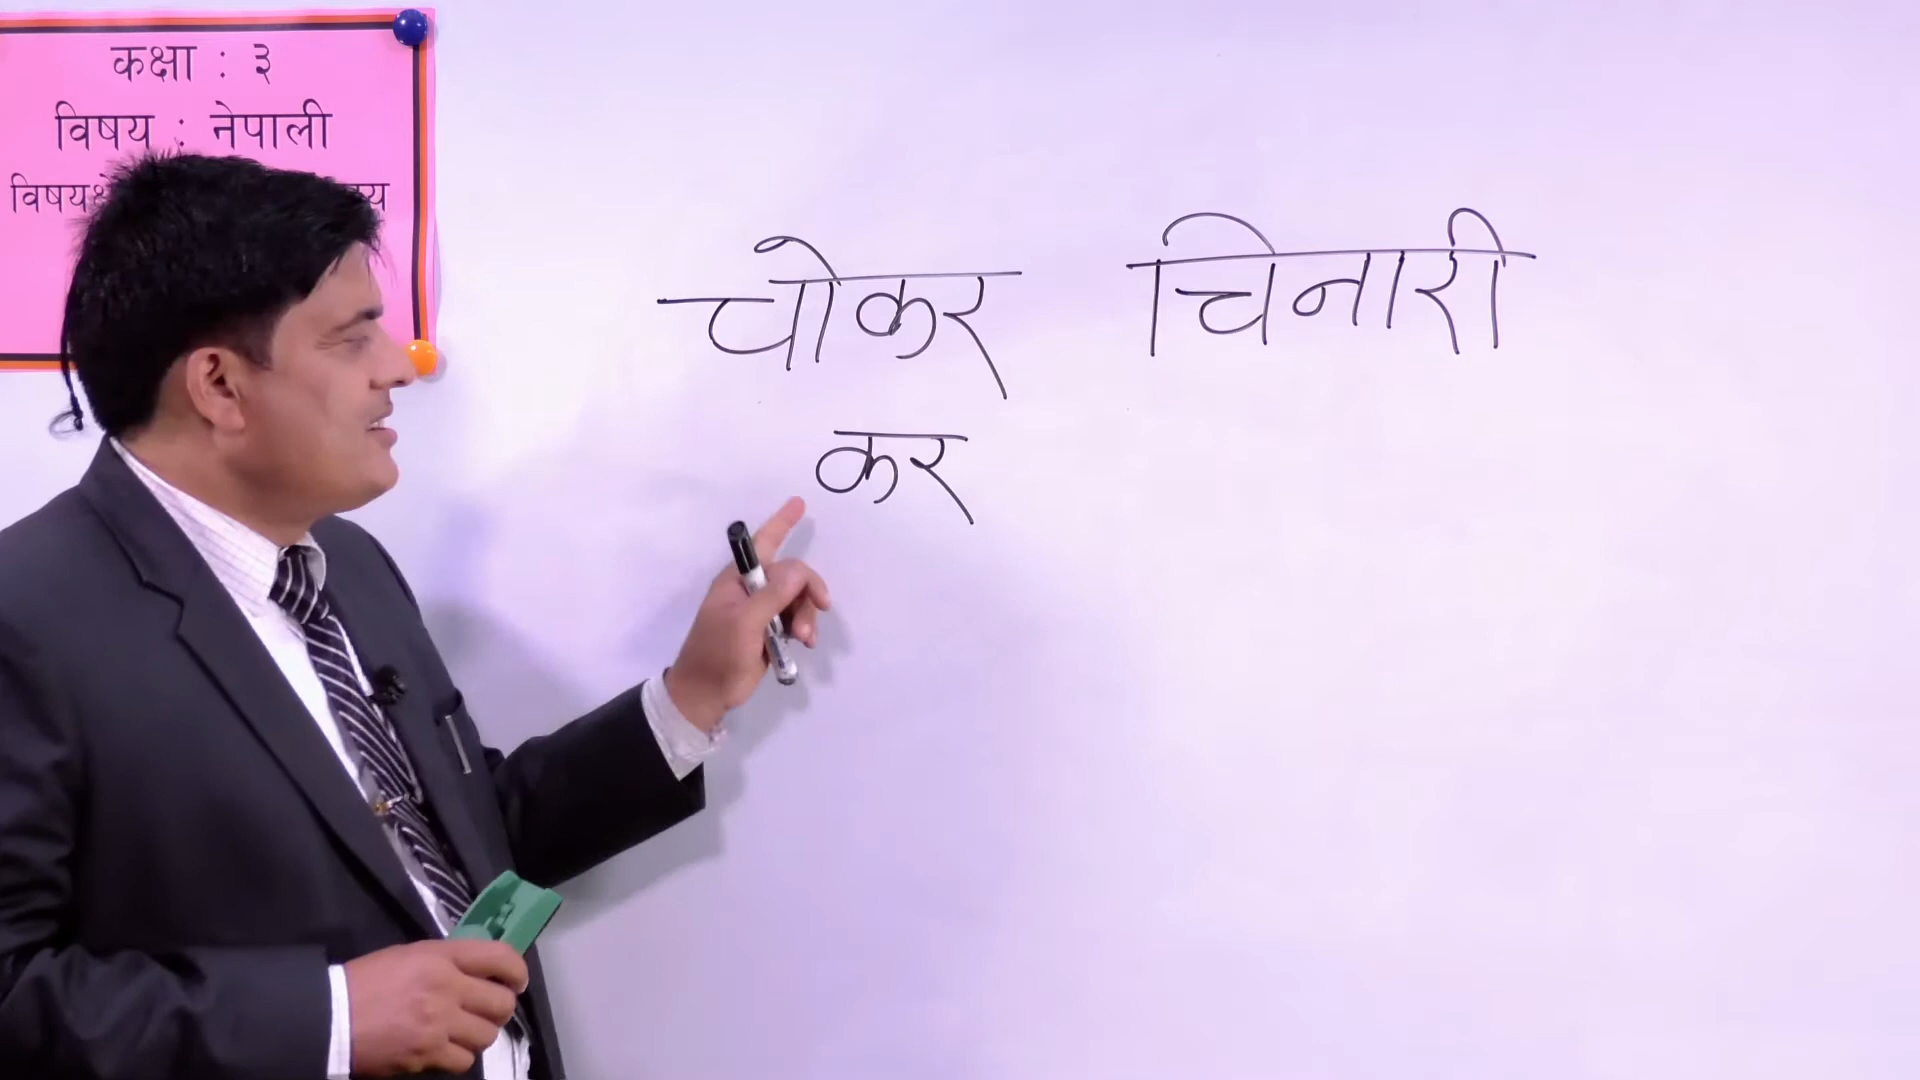 कक्षा : ३
विषय : नेपाली
चोकर चिनारी
कर